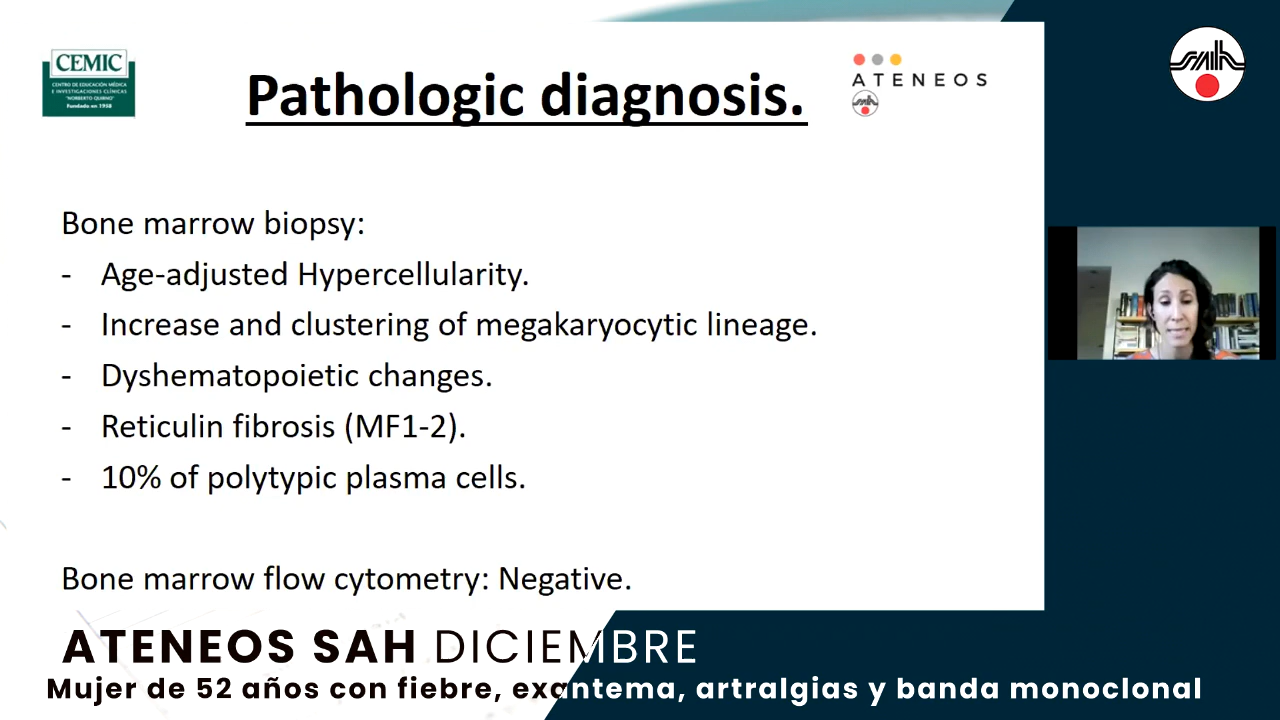 CEMIC
CENTRO DE EDUCACIÓN MÉDICA
E INVESTIGACIONES CLÍNICAS
"NORBERTO QUIRNO"
Fundado en 1958
Pathologic diagnosis.
ATENEOS
Bone marrow biopsy:
- Age-adjusted Hypercellularity.
- Increase and clustering of megakaryocytic lineage.
- Dyshematopoietic changes.
- Reticulin fibrosis (MF1-2).
- 10% of polytypic plasma cells.
Bone marrow flow cytometry: Negative.
ATENEOS SAH DICIEMBRE
Mujer de 52 años con fiebre, exantema, artralgias y banda monoclonal